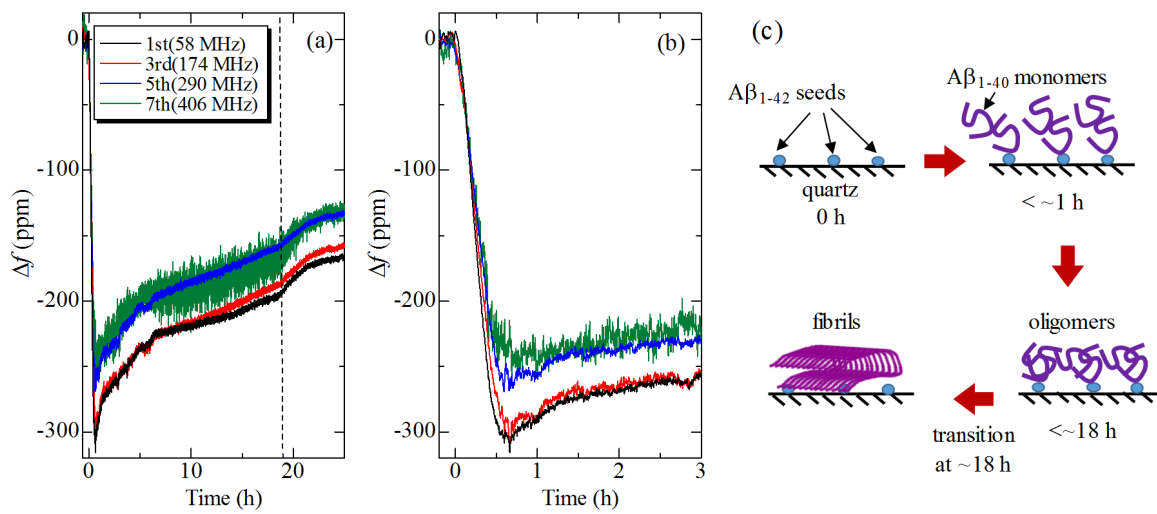 (a)
1st(58 MHz)
3rd(174 MHz)
5th(290 MHz)
7th(406 MHz)
0
-100
-200
-300
Δf (ppm)
0
10
20
Time (h)
(b)
0
-100
-200
-300
Δf (ppm)
0
1
2
3
Time (h)
(c)
Aβ1-42 seeds
quartz
0 h
Aβ1-40 monomers
< ~1 h
oligomers
<~18 h
transition
at ~18 h
fibrils